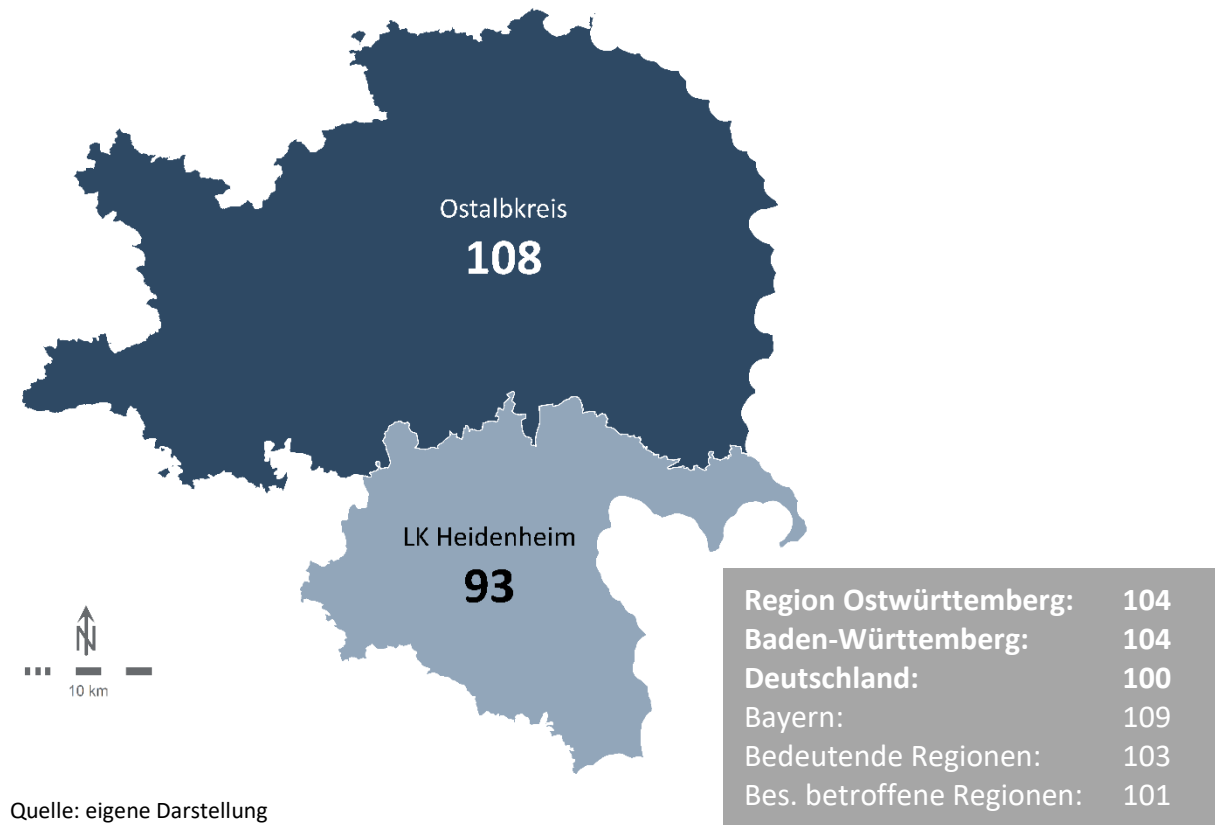 Ostalbkreis
108
LK Heidenheim
93
N
10 km
Region Ostwürttemberg: 104
Baden-Württemberg: 104
Deutschland: 100
Bayern: 109
Bedeutende Regionen: 103
Bes. betroffene Regionen: 101
Quelle: eigene Darstellung